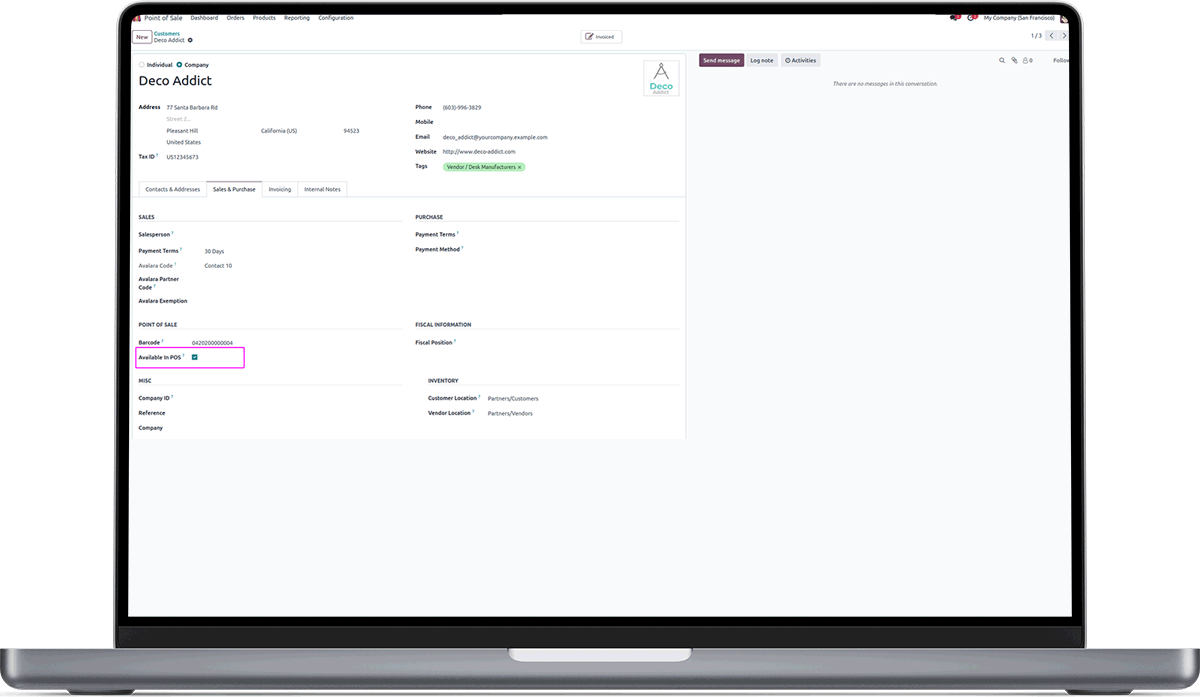 Point of Sale Dashboard Orders Products Reporting Configuration My Company (San Francisco)
New Customers
Deco Addict
Invoiced
1 / 3
Individual Company
Deco Addict
Deco
Addict
Send message Log note Activities 0 Follow
There are no messages in this conversation.
Address 77 Santa Barbara Rd
Street 2...
Pleasant Hill California (US) 94523
United States
Tax ID ? US12345673
Phone (603)-996-3829
Mobile
Email deco_addict@yourcompany.example.com
Website http://www.deco-addict.com
Tags Vendor / Desk Manufacturers ×
Contacts & Addresses Sales & Purchase Invoicing Internal Notes
SALES PURCHASE
Salesperson ? Payment Terms ?
Payment Terms ? 30 Days Payment Method ?
Avalara Code ? Contact 10
Avalara Partner
Code ?
Avalara Exemption
POINT OF SALE FISCAL INFORMATION
Barcode ? 0420200000004 Fiscal Position ?
Available In POS ?
MISC INVENTORY
Company ID ? Customer Location ? Partners/Customers
Reference Vendor Location ? Partners/Vendors
Company